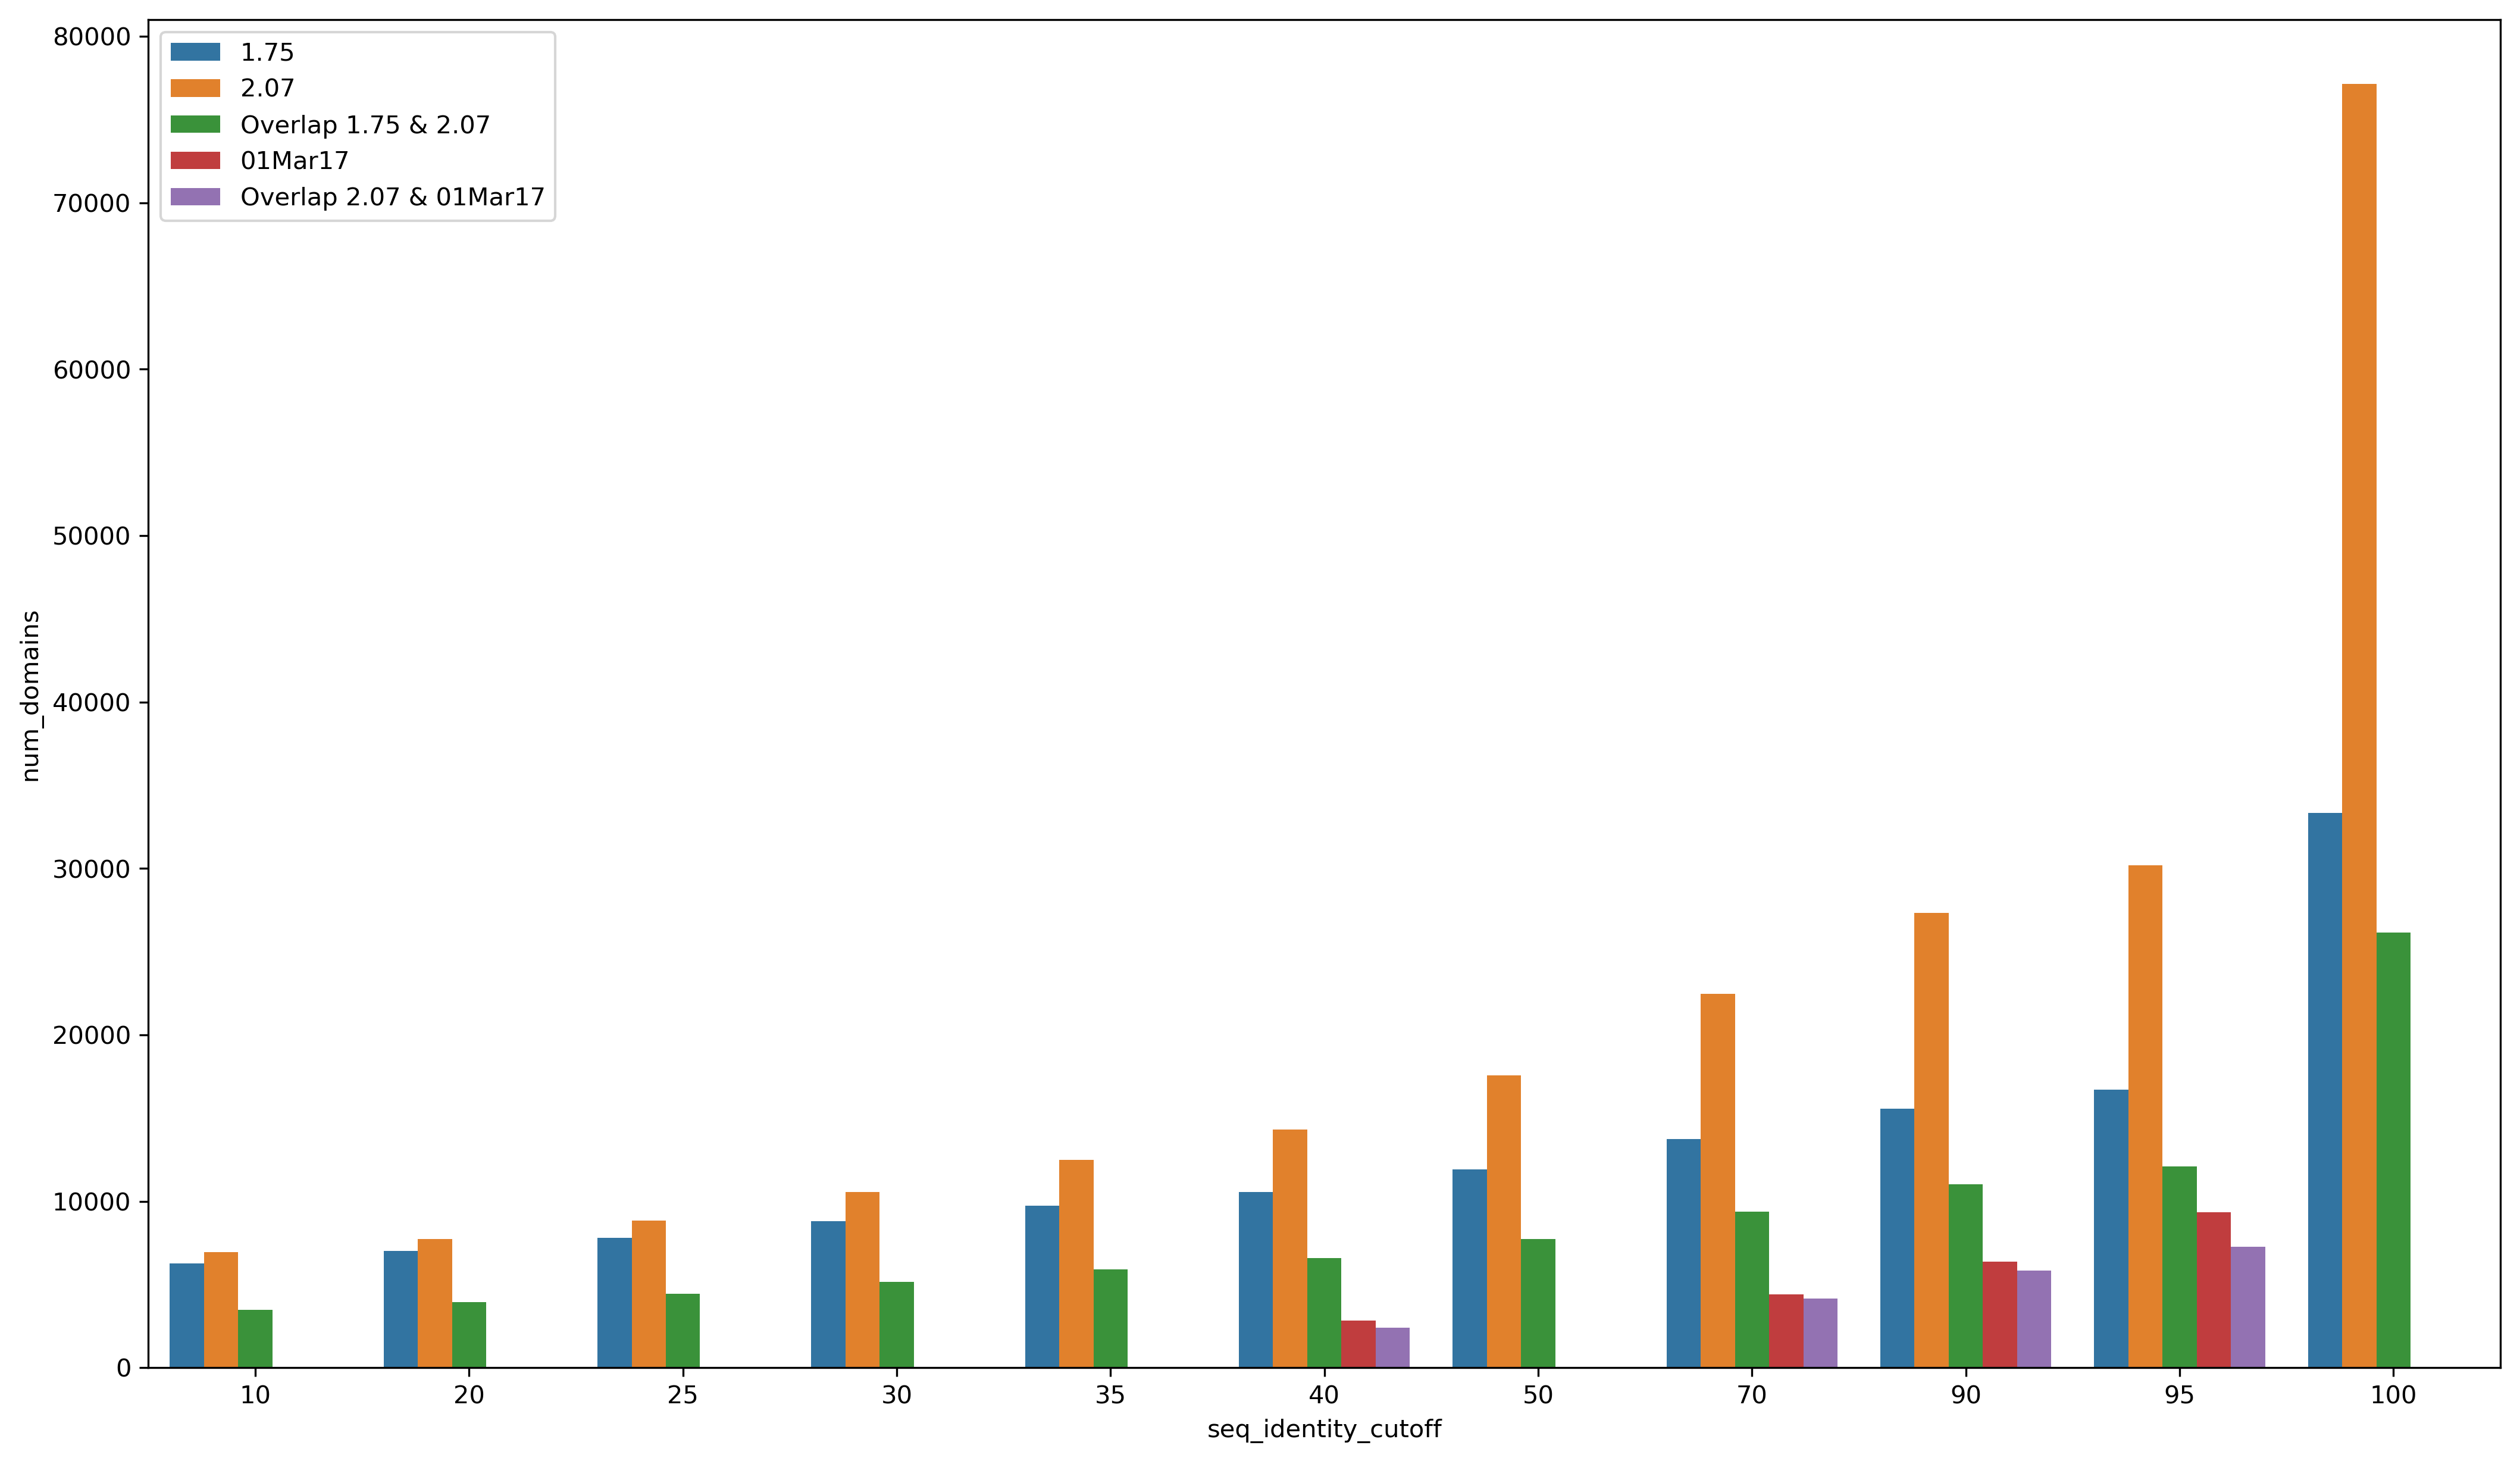 1.75
2.07
Overlap 1.75 & 2.07
01Mar17
Overlap 2.07 & 01Mar17
80000
70000
60000
50000
40000
30000
20000
10000
0
num_domains
10 20 25 30 35 40 50 70 90 95 100
seq_identity_cutoff